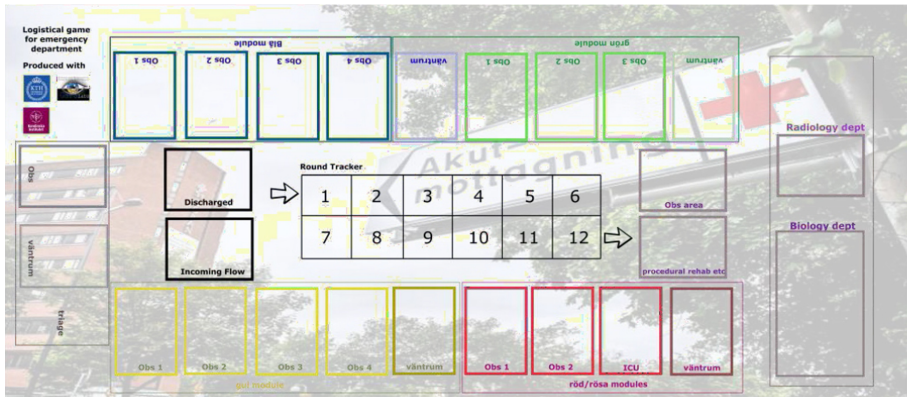 Logistical game
for emergency
department
Produced with
KTH
Blå module
grün module
Obs 1
Obs 2
Obs 3
Obs 4
väntrum
Obs 1
Obs 2
Obs 3
väntrum
Akut-
mottagning
Radiology dept
Obs
väntrum
triage
Discharged
Incoming Flow
Round Tracker
1 2 3 4 5 6
7 8 9 10 11 12
Obs area
procedural rehab etc
Biology dept
Obs 1
Obs 2
Obs 3
Obs 4
väntrum
gul module
Obs 1
Obs 2
ICU
väntrum
röd/rösa modules